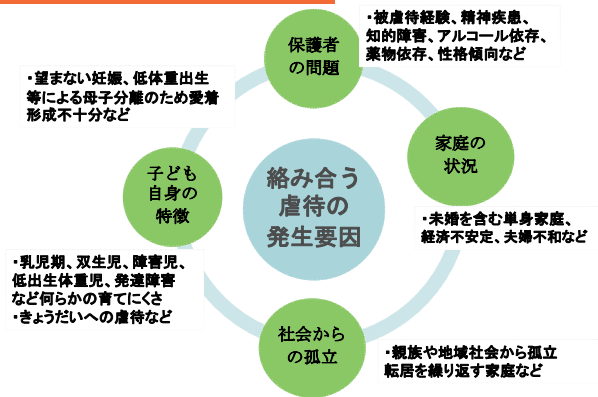 保護者
の問題
・被虐待経験、精神疾患、
知的障害、アルコール依存、
薬物依存、性格傾向など
・望まない妊娠、低体重出生
等による母子分離のため愛着
形成不十分など
家庭の
状況
・未婚を含む単身家庭、
経済不安定、夫婦不和など
絡み合う
虐待の
発生要因
子ども
自身の
特徴
・乳児期、双生児、障害児、
低出生体重児、発達障害
など何らかの育てにくさ
・きょうだいへの虐待など
社会から
の孤立
・親族や地域社会から孤立
転居を繰り返す家庭など